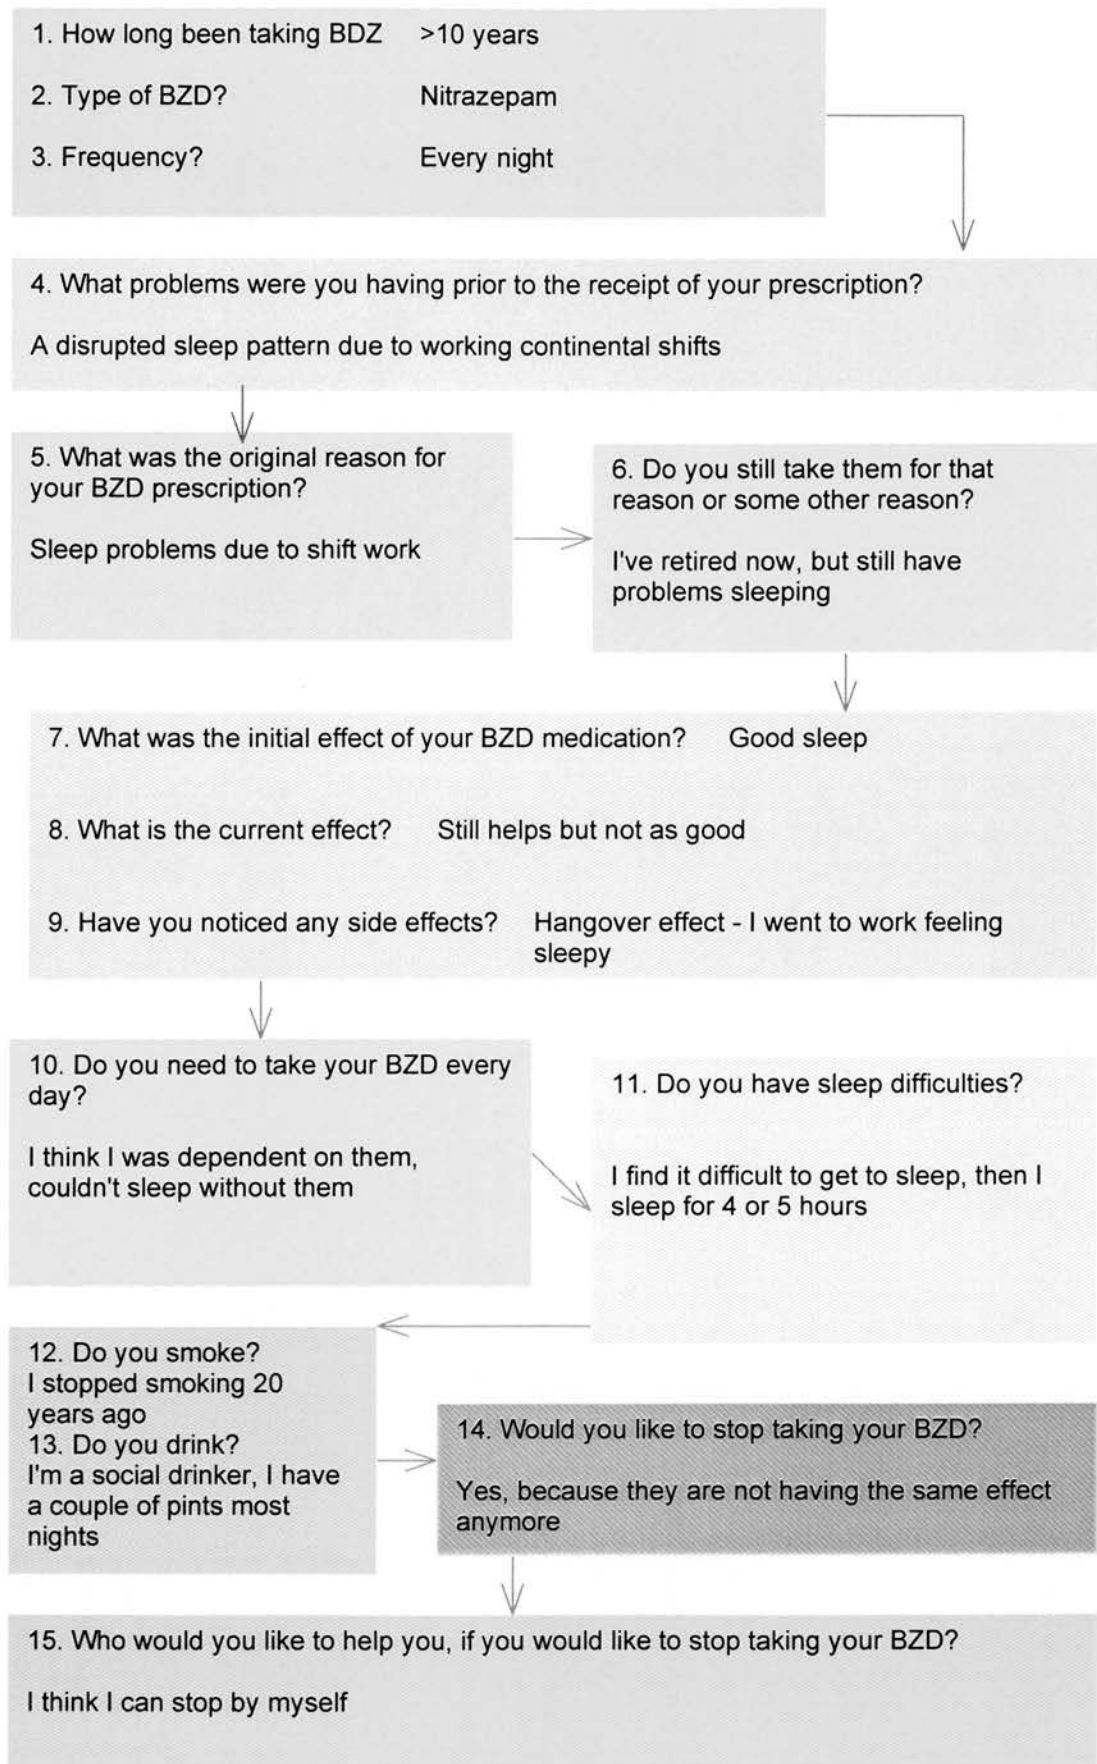 1. How long been taking BDZ >10 years
2. Type of BZD? Nitrazepam
3. Frequency? Every night
4. What problems were you having prior to the receipt of your prescription?
A disrupted sleep pattern due to working continental shifts
5. What was the original reason for
your BZD prescription?
Sleep problems due to shift work
6. Do you still take them for that
reason or some other reason?
I've retired now, but still have
problems sleeping
7. What was the initial effect of your BZD medication? Good sleep
8. What is the current effect? Still helps but not as good
9. Have you noticed any side effects? Hangover effect - I went to work feeling
sleepy
10. Do you need to take your BZD every
day?
I think I was dependent on them,
couldn't sleep without them
11. Do you have sleep difficulties?
I find it difficult to get to sleep, then I
sleep for 4 or 5 hours
12. Do you smoke?
I stopped smoking 20
years ago
13. Do you drink?
I'm a social drinker, I have
a couple of pints most
nights
14. Would you like to stop taking your BZD?
Yes, because they are not having the same effect
anymore
15. Who would you like to help you, if you would like to stop taking your BZD?
I think I can stop by myself